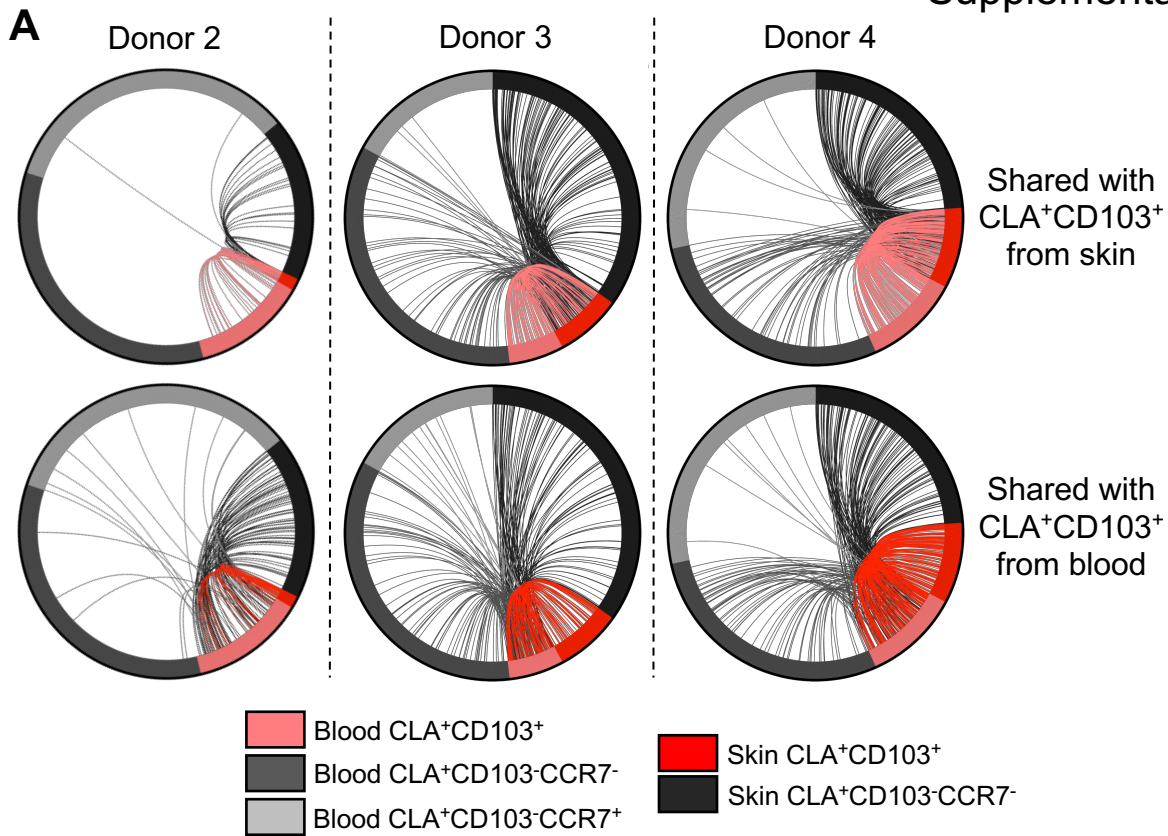 Supplementa
A
Donor 2
Donor 3
Donor 4
Shared with
CLA⁺CD103⁺
from skin
Shared with
CLA⁺CD103⁺
from blood
Blood CLA⁺CD103⁺
Blood CLA⁺CD103⁻CCR7⁻
Blood CLA⁺CD103⁻CCR7⁺
Skin CLA⁺CD103⁺
Skin CLA⁺CD103⁻CCR7⁻